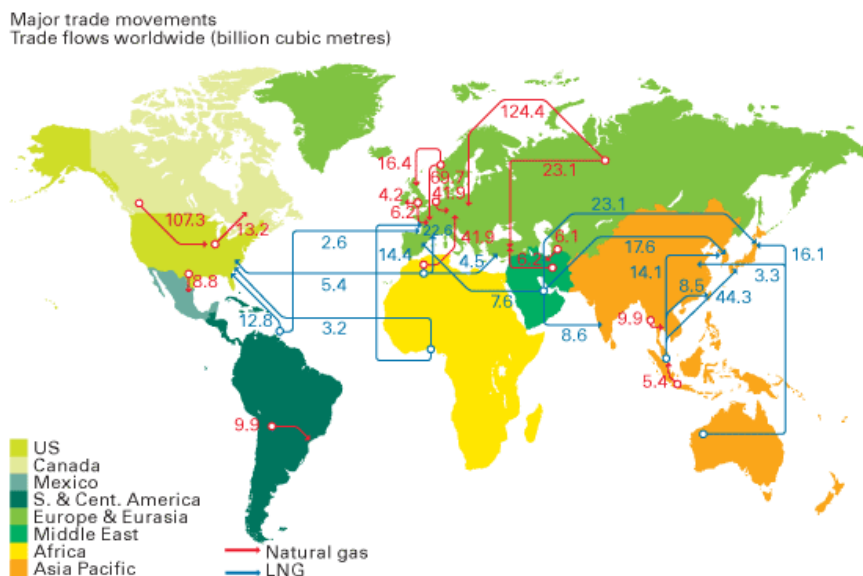 Major trade movements
Trade flows worldwide (billion cubic metres)
124.4
16.4
69.7
23.1
4.2
41.9
6.2
107.3
13.2
23.1
2.6
22.6
41.9
6.1
17.6
16.1
14.4
4.5
6.2
14.1
3.3
8.8
5.4
7.6
8.5
44.3
12.8
3.2
8.6
9.9
5.4
9.9
US
Canada
Mexico
S. & Cent. America
Europe & Eurasia
Middle East
Africa
Asia Pacific
Natural gas
LNG